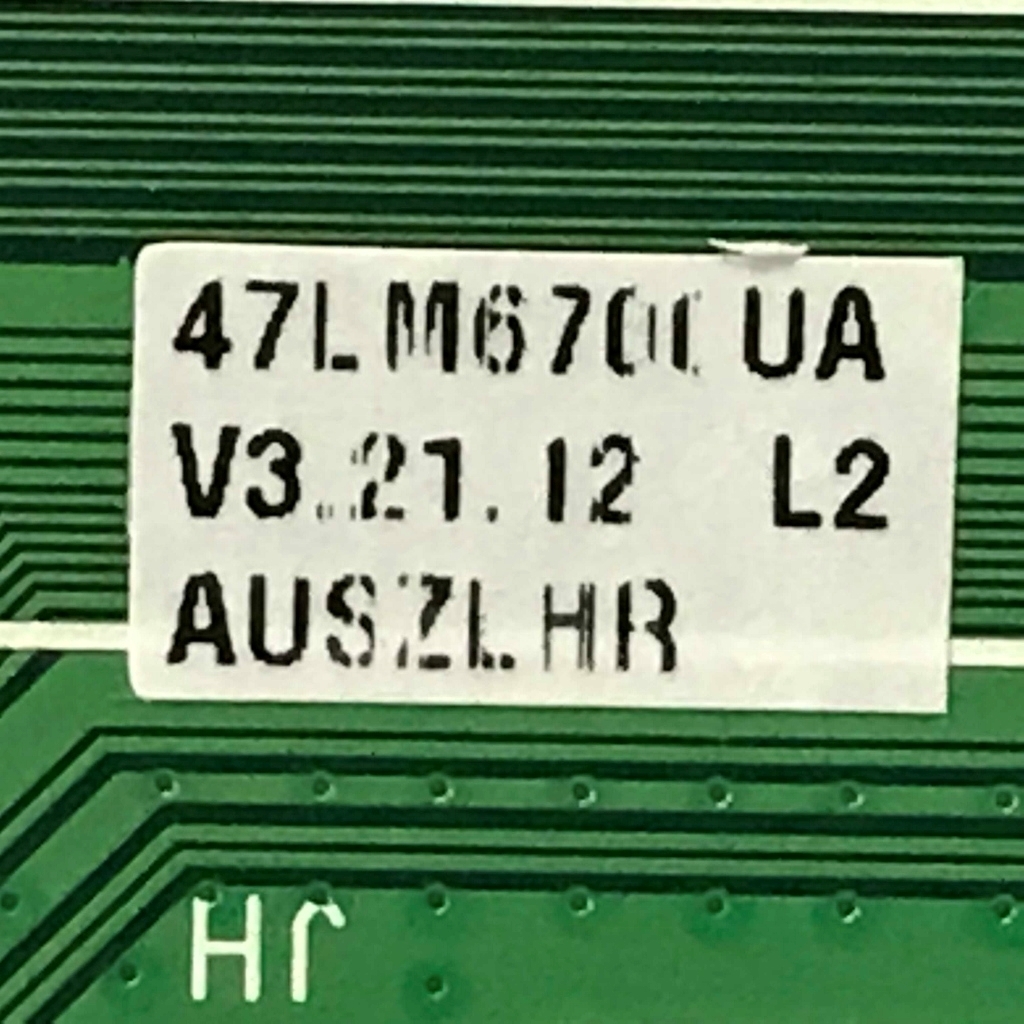 47LM6700 UA
V3.21.12 L2
AUSZLHR